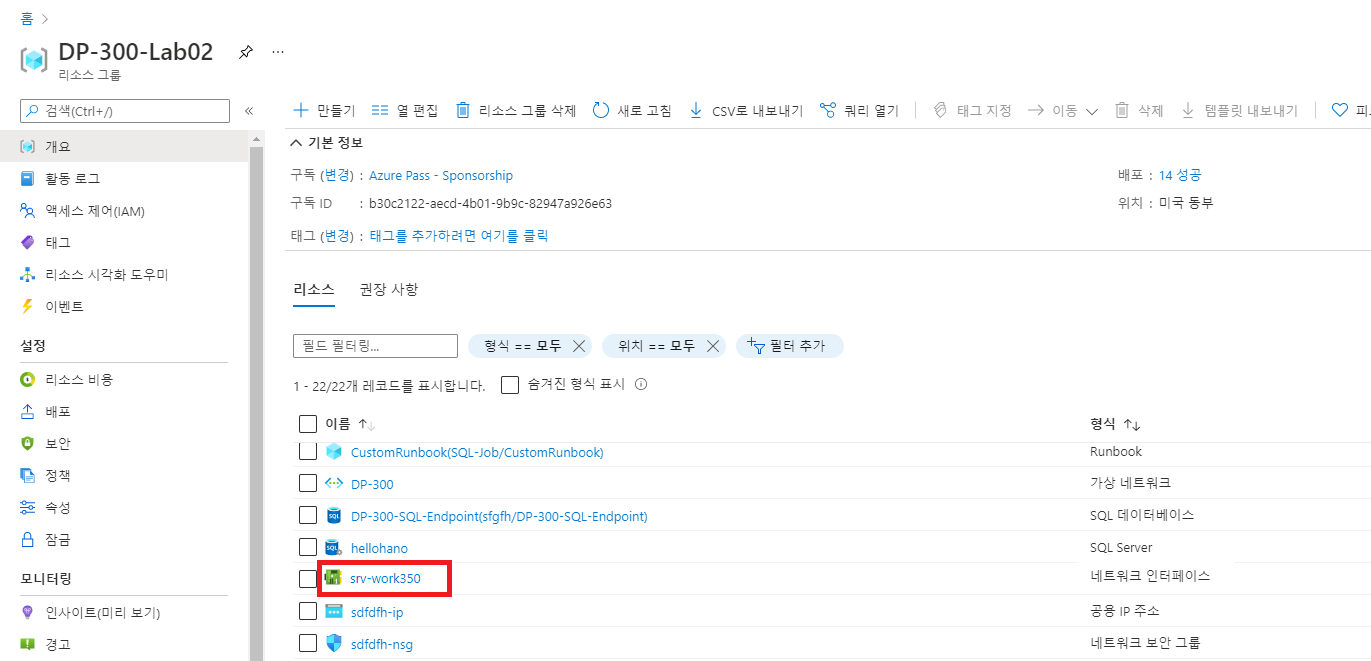 홈
DP-300-Lab02
리소스 그룹
검색(Ctrl+/)
만들기 열 편집 리소스 그룹 삭제 새로 고침 CSV로 내보내기 쿼리 열기 태그 지정 이동 삭제 템플릿 내보내기 피
개요
활동 로그
액세스 제어(IAM)
태그
리소스 시각화 도우미
이벤트
설정
리소스 비용
배포
보안
정책
속성
잠금
모니터링
인사이트(미리 보기)
경고
기본 정보
구독 (변경) : Azure Pass - Sponsorship
배포 : 14 성공
구독 ID : b30c2122-aecd-4b01-9b9c-82947a926e63
위치 : 미국 동부
태그 (변경) : 태그를 추가하려면 여기를 클릭
리소스 권장 사항
필드 필터링... 형식 == 모두 위치 == 모두 필터 추가
1 - 22/22개 레코드를 표시합니다. 숨겨진 형식 표시
이름 형식
CustomRunbook(SQL-Job/CustomRunbook) Runbook
DP-300 가상 네트워크
DP-300-SQL-Endpoint(sfgfh/DP-300-SQL-Endpoint) SQL 데이터베이스
hellohano SQL Server
srv-work350 네트워크 인터페이스
sdfdfh-ip 공용 IP 주소
sdfdfh-nsg 네트워크 보안 그룹